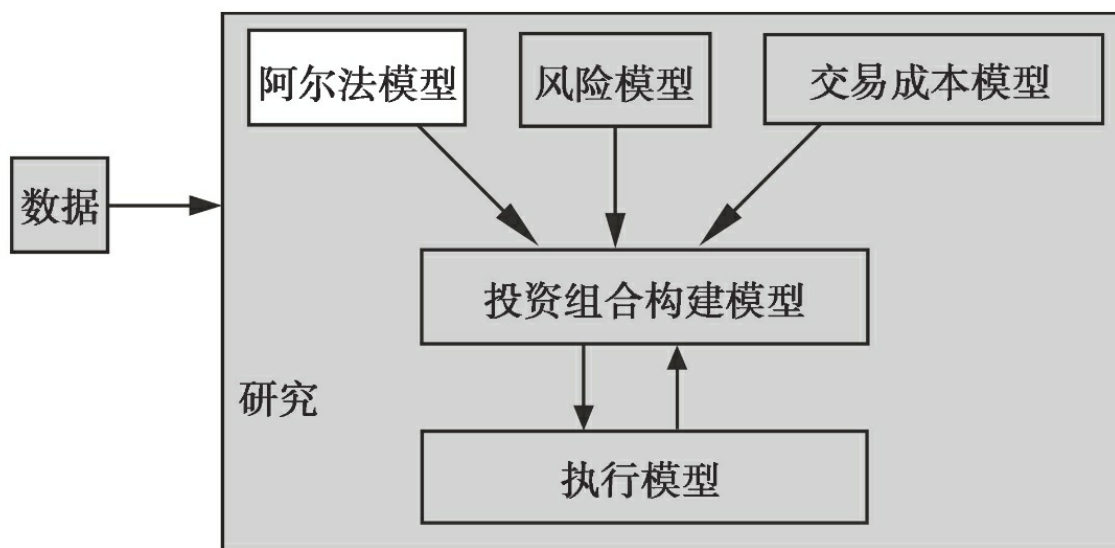 阿尔法模型
风险模型
交易成本模型
数据
投资组合构建模型
研究
执行模型